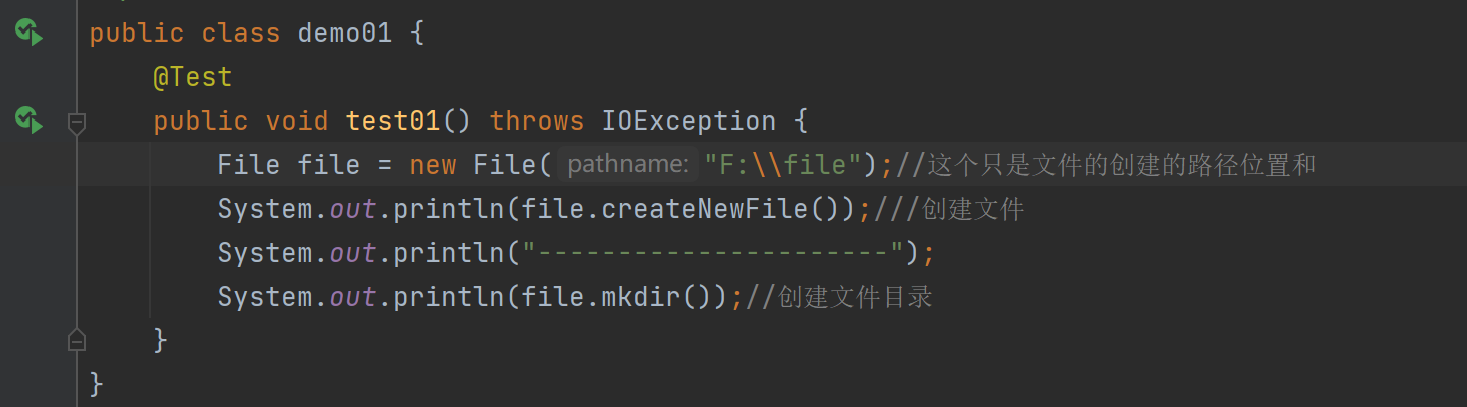 public class demo01 {
@Test
public void test01() throws IOException {
File file = new File( pathname: "F:\\file");//这个只是文件的创建的路径位置和
System.out.println(file.createNewFile());///创建文件
System.out.println("----------------------");
System.out.println(file.mkdir());//创建文件目录
}
}